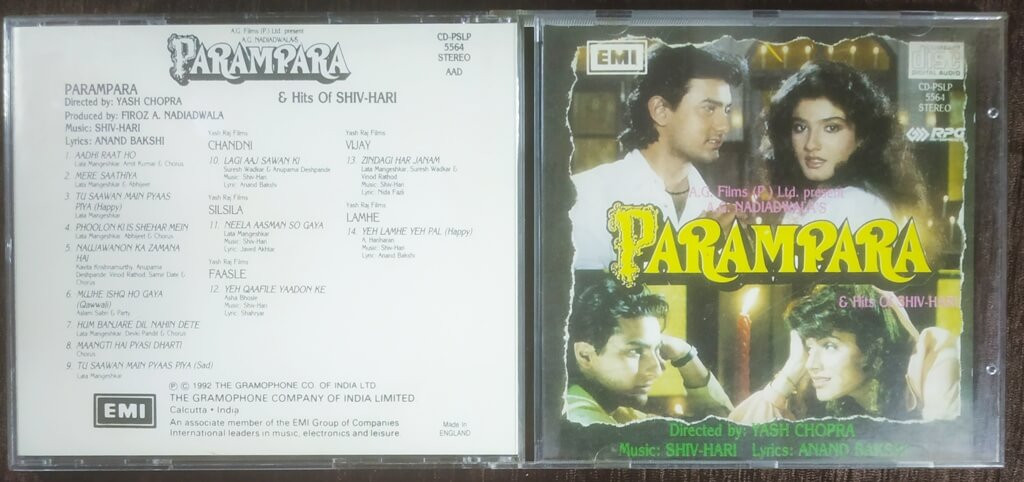 A.G. Films (P.) Ltd. present
A.G. NADIADWALA'S
PARAMPARA
& Hits Of SHIV-HARI
CD-PSLP
5564
STEREO
AAD
PARAMPARA
Directed by: YASH CHOPRA
Produced by: FIROZ A. NADIADWALA
Music: SHIV-HARI
Lyrics: ANAND BAKSHI
1. AADHI RAAT HO
Lata Mangeshkar, Amit Kumar & Chorus
2. MERE SAATHIYA
Lata Mangeshkar & Abhijeet
3. TU SAAWAN MAIN PYAAS
PIYA (Happy)
Lata Mangeshkar
4. PHOOLON KI IS SHEHAR MEIN
Lata Mangeshkar, Abhijeet & Chorus
5. NAUJAWANON KA ZAMANA
HAI
Kavita Krishnamurthy, Anupama
Deshpande, Vinod Rathod, Samir Date &
Chorus
6. MUJHE ISHQ HO GAYA
(Qawwali)
Aslam Sabri & Party
7. HUM BANJARE DIL NAHIN DETE
Lata Mangeshkar, Devki Pandit & Chorus
8. MAANGTI HAI PYASI DHARTI
Chorus
9. TU SAAWAN MAIN PYAAS PIYA (Sad)
Lata Mangeshkar
Yash Raj Films
CHANDNI
10. LAGI AAJ SAWAN KI
Suresh Wadkar & Anupama Deshpande
Music: Shiv-Hari
Lyric: Anand Bakshi
Yash Raj Films
SILSILA
11. NEELA AASMAN SO GAYA
Lata Mangeshkar
Music: Shiv-Hari
Lyric: Javed Akhtar
Yash Raj Films
FAASLE
12. YEH QAAFILE YAADON KE
Asha Bhosle
Music: Shiv-Hari
Lyric: Shahryar
Yash Raj Films
VIJAY
13. ZINDAGI HAR JANAM
Lata Mangeshkar, Suresh Wadkar &
Vinod Rathod
Music: Shiv-Hari
Lyric: Nida Fazli
Yash Raj Films
LAMHE
14. YEH LAMHE YEH PAL (Happy)
A. Hariharan
Music: Shiv-Hari
Lyric: Anand Bakshi
℗ © 1992 THE GRAMOPHONE CO. OF INDIA LTD
THE GRAMOPHONE COMPANY OF INDIA LIMITED
Calcutta • India
An associate member of the EMI Group of Companies
International leaders in music, electronics and leisure.
EMI
Made in
ENGLAND
EMI
disc
DIGITAL AUDIO
CD-PSLP
5564
STEREO
RPG
A.G. Films (P.) Ltd. present
A.G. NADIADWALA'S
PARAMPARA
& Hits Of SHIV-HARI
Directed by: YASH CHOPRA
Music: SHIV-HARI Lyrics: ANAND BAKSHI